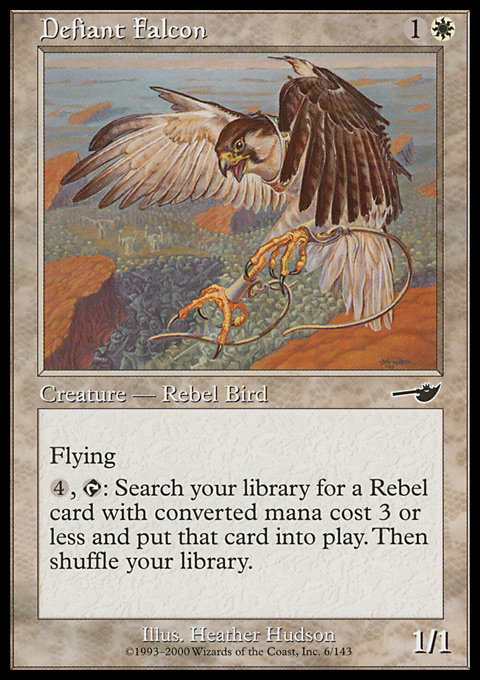 Defiant Falcon 1
Creature — Rebel Bird
Flying
4, : Search your library for a Rebel
card with converted mana cost 3 or
less and put that card into play. Then
shuffle your library.
Illus. Heather Hudson
1/1
©1993–2000 Wizards of the Coast, Inc. 6/143